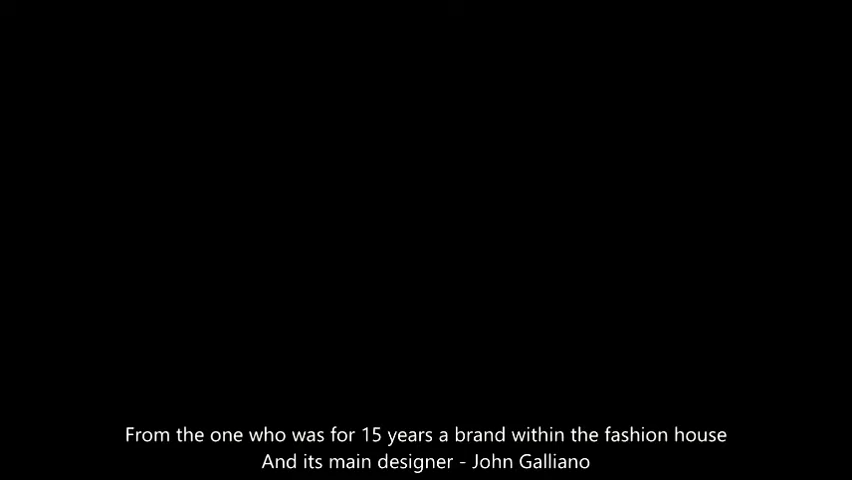 From the one who was for 15 years a brand within the fashion house
And its main designer - John Galliano